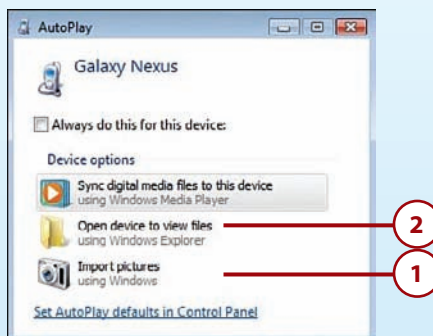 AutoPlay
Galaxy Nexus
Always do this for this device:
Device options
Sync digital media files to this device
using Windows Media Player
Open device to view files
using Windows Explorer
2
Import pictures
using Windows
1
Set AutoPlay defaults in Control Panel